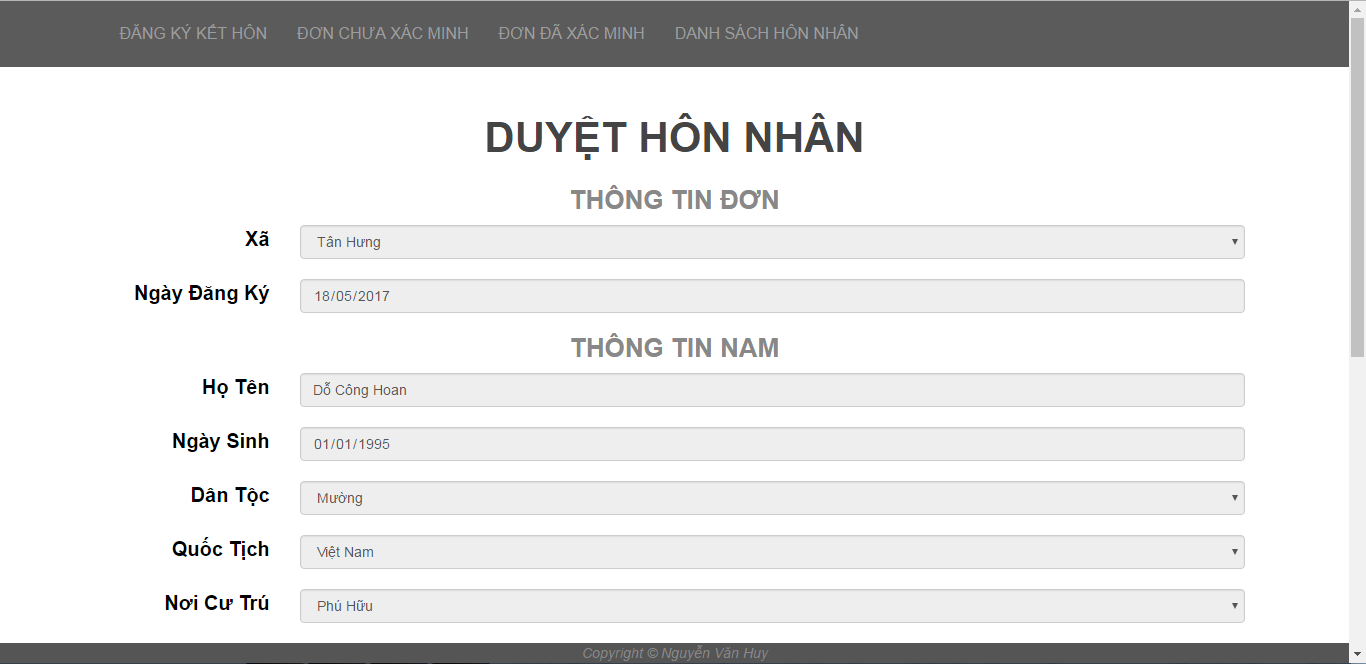 ĐĂNG KÝ KẾT HÔN ĐƠN CHƯA XÁC MINH ĐƠN ĐÃ XÁC MINH DANH SÁCH HÔN NHÂN
DUYỆT HÔN NHÂN
THÔNG TIN ĐƠN
Xã Tân Hưng
Ngày Đăng Ký 18/05/2017
THÔNG TIN NAM
Họ Tên Dỗ Công Hoan
Ngày Sinh 01/01/1995
Dân Tộc Mường
Quốc Tịch Việt Nam
Nơi Cư Trú Phú Hữu
Copyright © Nguyễn Văn Huy